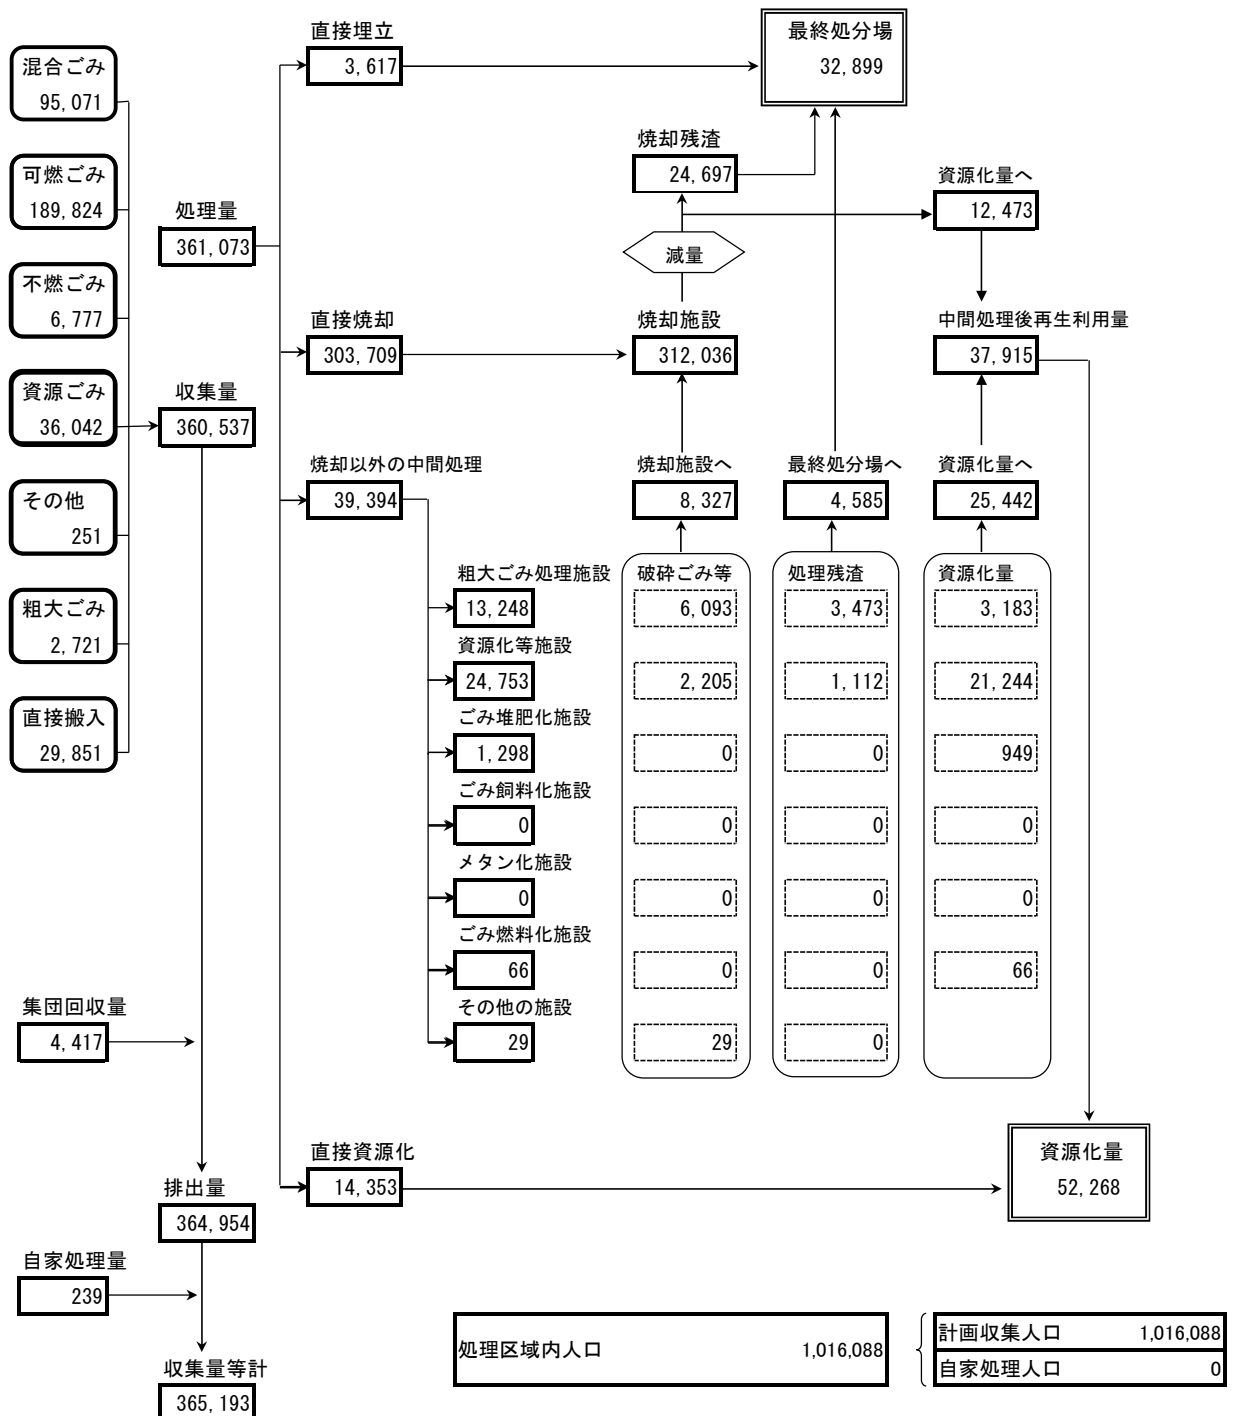 直接埋立
3,617
最終処分場
32,899
混合ごみ
95,071
焼却残渣
24,697
可燃ごみ
189,824
資源化量へ
12,473
処理量
361,073
減量
不燃ごみ
6,777
直接焼却
303,709
焼却施設
312,036
中間処理後再生利用量
37,915
資源ごみ
36,042
収集量
360,537
焼却以外の中間処理
39,394
焼却施設へ
8,327
最終処分場へ
4,585
資源化量へ
25,442
その他
251
粗大ごみ処理施設
13,248
破砕ごみ等
6,093
処理残渣
3,473
資源化量
3,183
粗大ごみ
2,721
資源化等施設
24,753
2,205
1,112
21,244
直接搬入
29,851
ごみ堆肥化施設
1,298
0
0
949
ごみ飼料化施設
0
0
0
0
メタン化施設
0
0
0
0
ごみ燃料化施設
66
0
0
66
集団回収量
4,417
その他の施設
29
29
0
直接資源化
14,353
資源化量
52,268
排出量
364,954
自家処理量
239
収集量等計
365,193
処理区域内人口 1,016,088
計画収集人口 1,016,088
自家処理人口 0